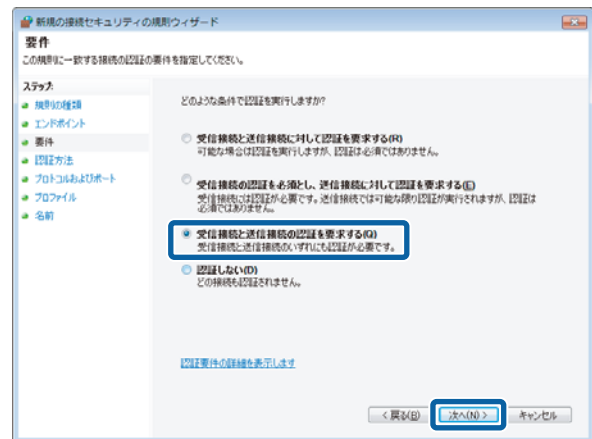 新規の接続セキュリティの規則ウィザード
要件
この規則に一致する接続の認証の要件を指定してください。
ステップ:
規則の種類
エンドポイント
要件
認証方法
プロトコルおよびポート
プロファイル
名前
どのような条件で認証を実行しますか?
受信接続と送信接続に対して認証を要求する(R)
可能な場合は認証を実行しますが、認証は必須ではありません。
受信接続の認証を必須とし、送信接続に対して認証を要求する(E)
受信接続には認証が必要です。送信接続では可能な限り認証が実行されますが、認証は
必須ではありません。
受信接続と送信接続の認証を要求する(Q)
受信接続と送信接続のいずれにも認証が必要です。
認証しない(D)
どの接続も認証されません。
認証要件の詳細を表示します
< 戻る(B)
次へ(N) >
キャンセル